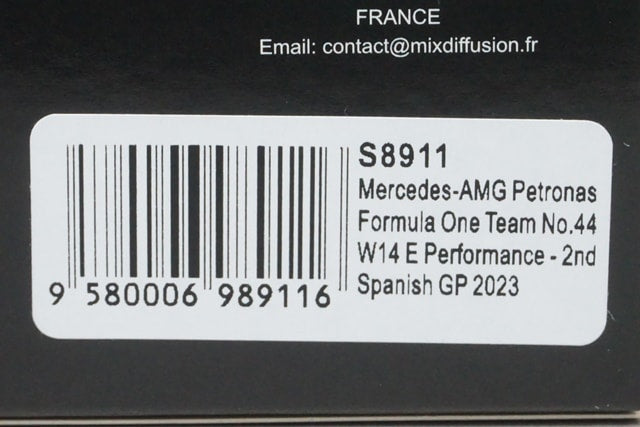 FRANCE
Email: contact@mixdiffusion.fr
S8911
Mercedes-AMG Petronas
Formula One Team No.44
W14 E Performance - 2nd
Spanish GP 2023
9 580006 989116